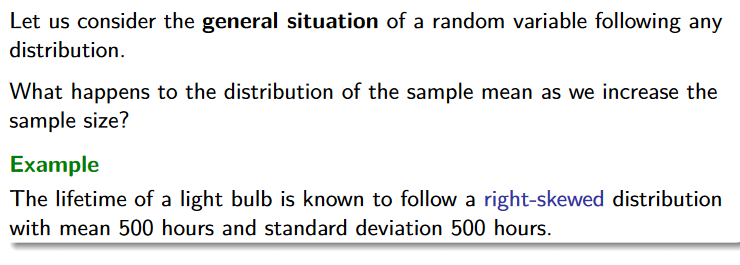 Let us consider the general situation of a random variable following any
distribution.
What happens to the distribution of the sample mean as we increase the
sample size?
Example
The lifetime of a light bulb is known to follow a right-skewed distribution
with mean 500 hours and standard deviation 500 hours.